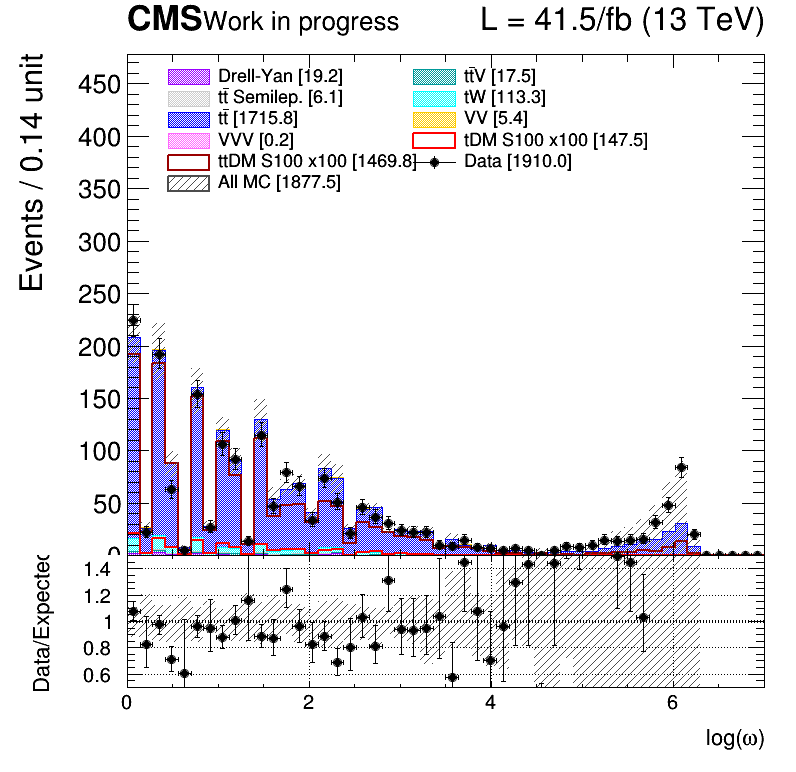 CMS Work in progress L = 41.5/fb (13 TeV)
Events / 0.14 unit
450
400
350
300
250
200
150
100
50
0
Drell-Yan [19.2]
tt̄V [17.5]
tt̄ Semilep. [6.1]
tW [113.3]
tt̄ [1715.8]
VV [5.4]
VVV [0.2]
tDM S100 x100 [147.5]
ttDM S100 x100 [1469.8]
Data [1910.0]
All MC [1877.5]
Data/Expected
1.4
1.2
1
0.8
0.6
0 2 4 6
log(ω)